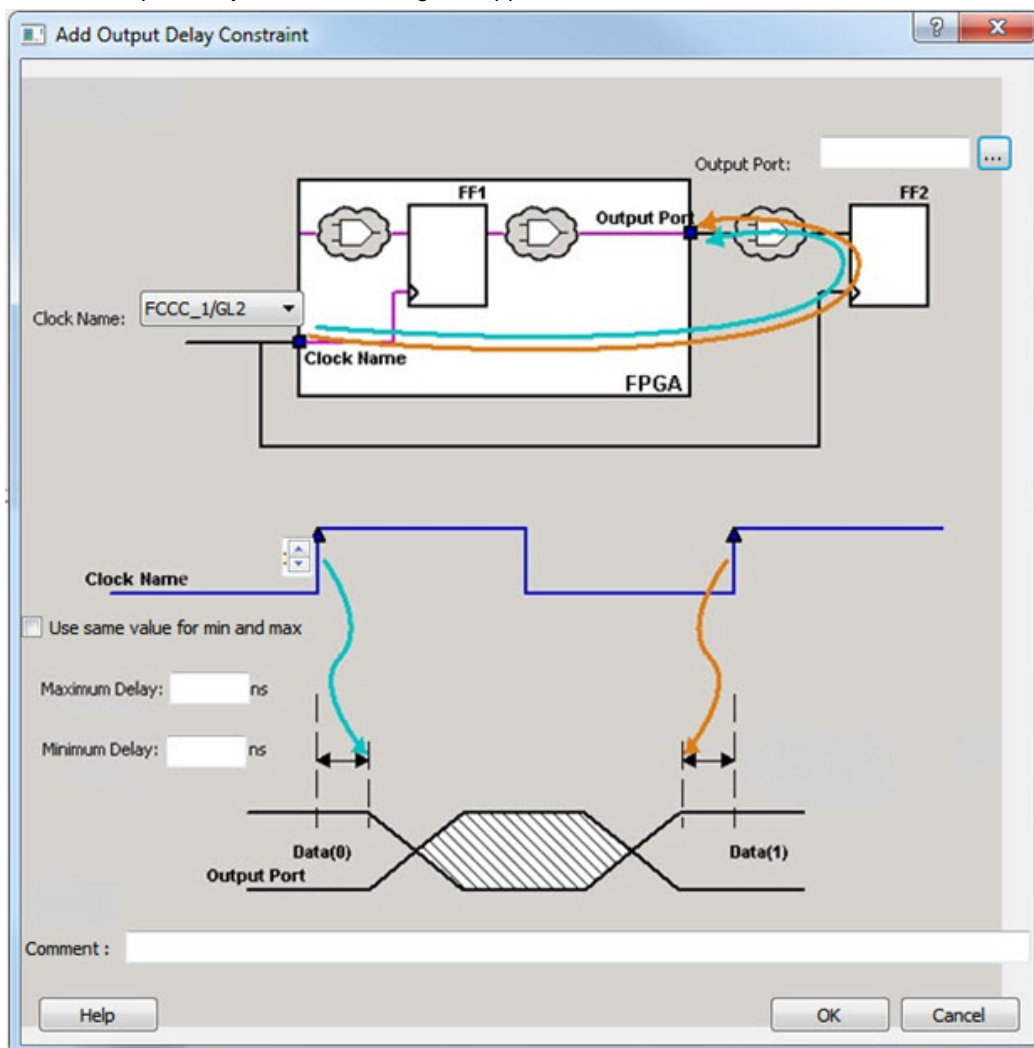 Add Output Delay Constraint
Output Port:
...
FF1
FF2
Output Port
Clock Name:
FCCC_1/GL2
Clock Name
FPGA
Clock Name
Use same value for min and max
Maximum Delay:
ns
Minimum Delay:
ns
Data(0)
Data(1)
Output Port
Comment :
Help
OK
Cancel